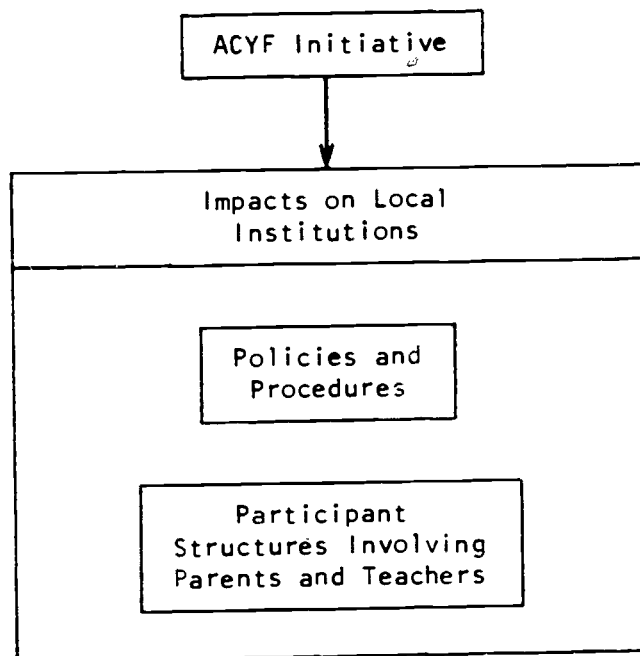 ACYF Initiative
Impacts on Local
Institutions
Policies and
Procedures
Participant
Structures Involving
Parents and Teachers